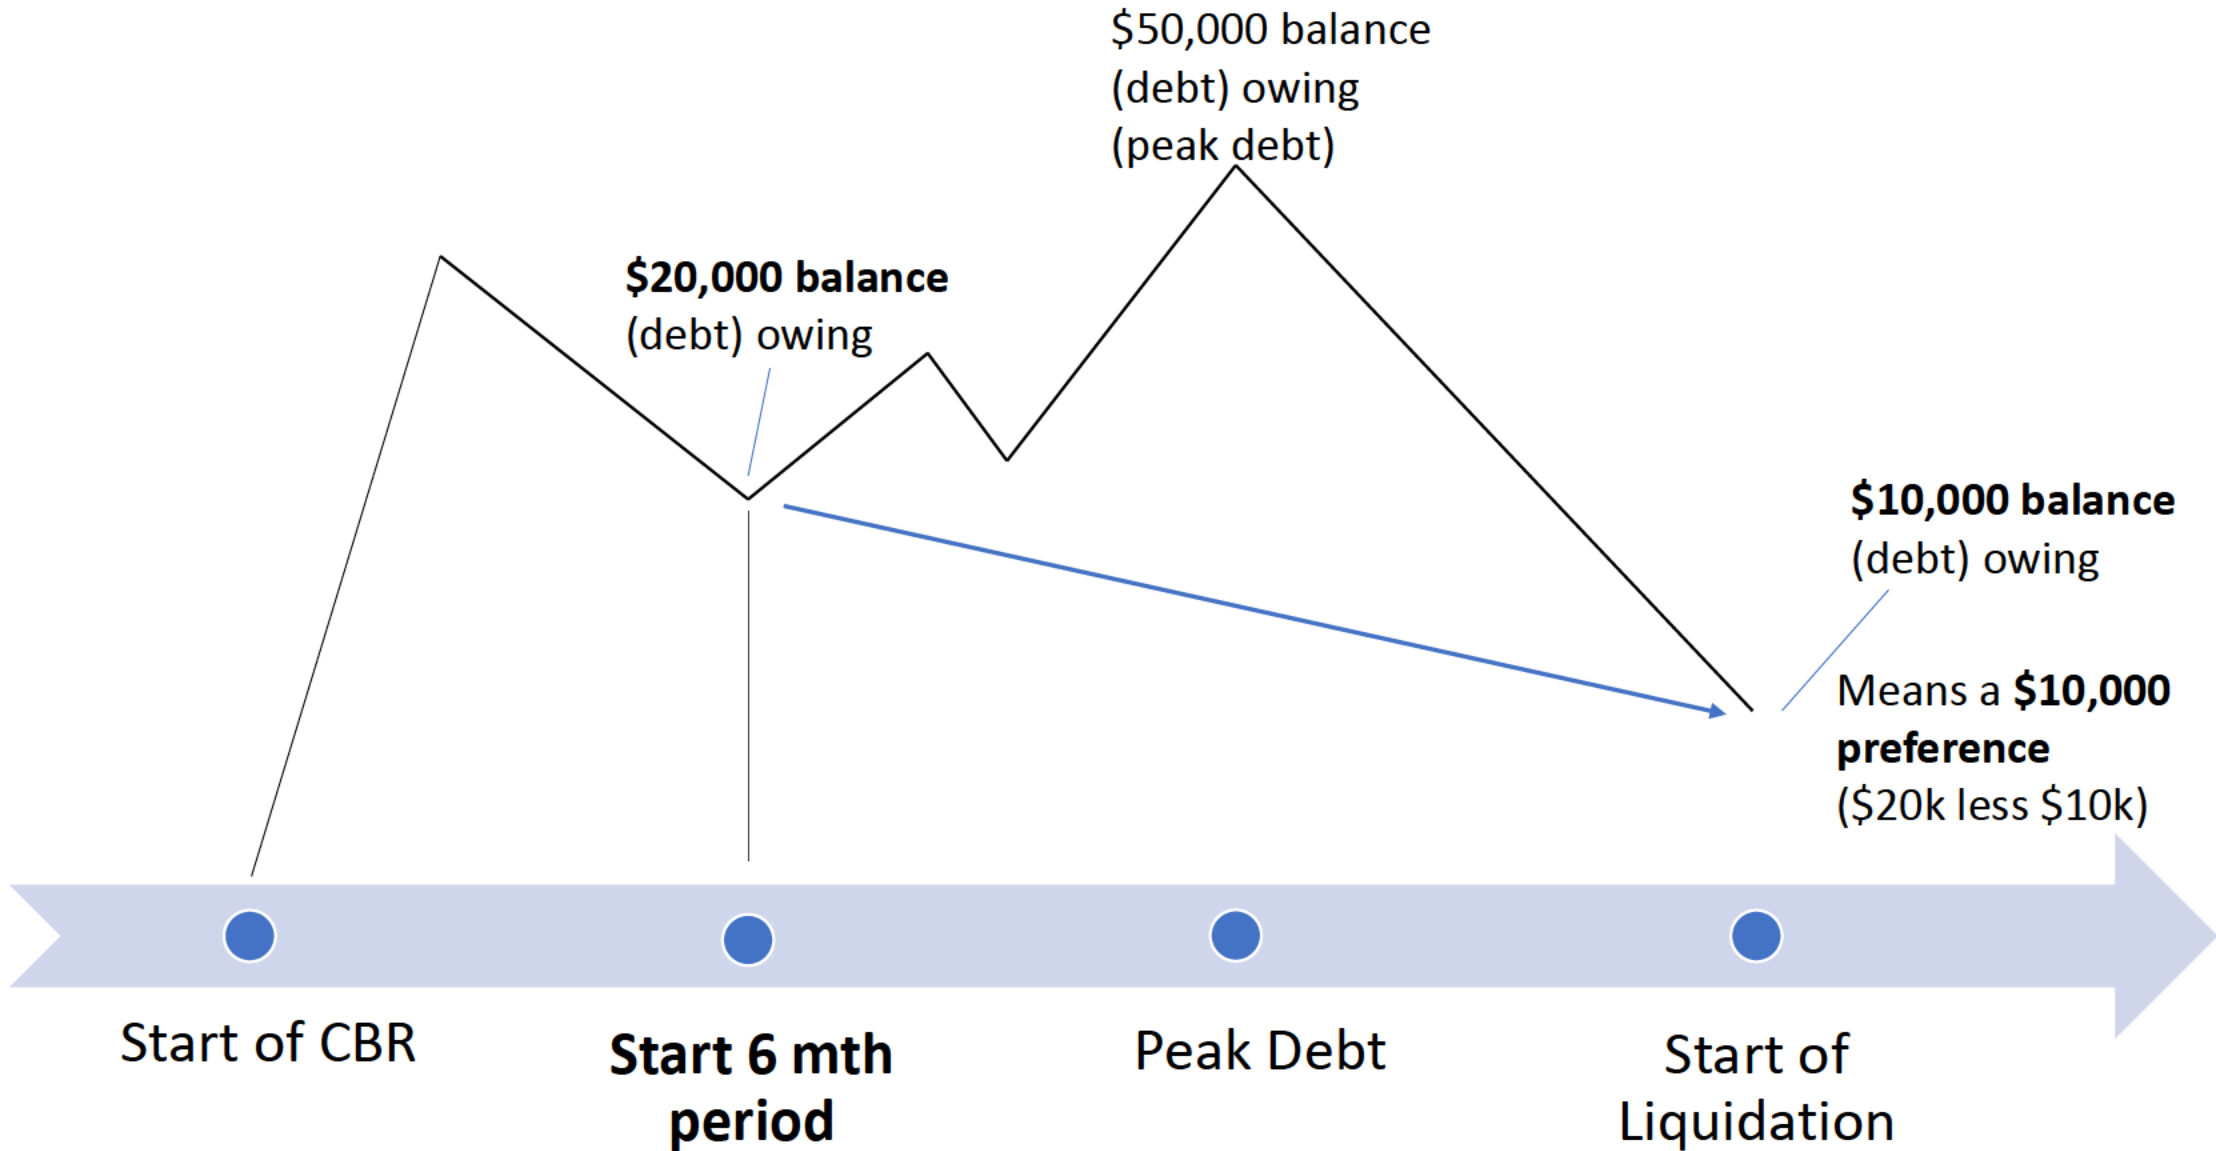 $50,000 balance
(debt) owing
(peak debt)
$20,000 balance
(debt) owing
$10,000 balance
(debt) owing
Means a $10,000
preference
($20k less $10k)
Start of CBR
Start 6 mth
period
Peak Debt
Start of
Liquidation